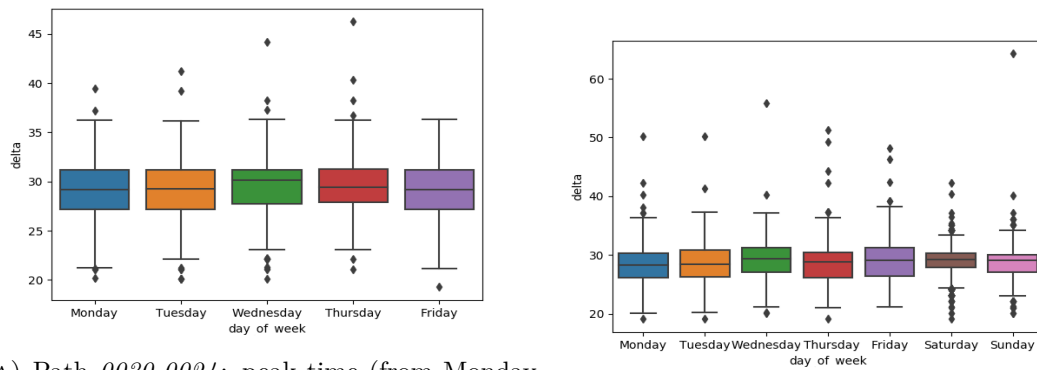 45
40
35
30
25
20
delta
Monday Tuesday Wednesday Thursday Friday
day of week
60
50
40
30
20
delta
Monday Tuesday Wednesday Thursday Friday Saturday Sunday
day of week
A) Path 0020-0024: peak time (from Monday